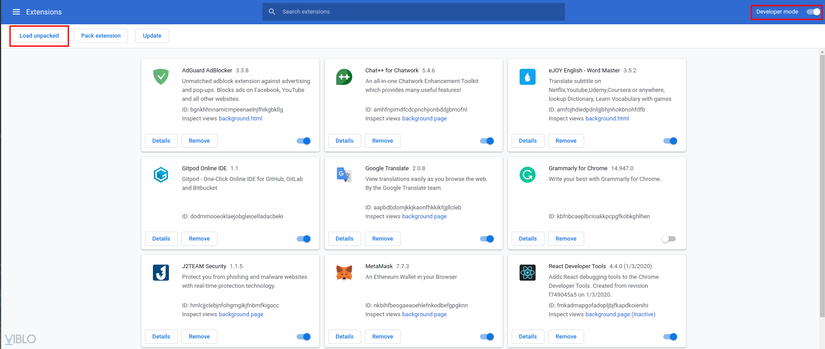 Extensions
Search extensions
Developer mode
Load unpacked
Pack extension
Update
AdGuard AdBlocker 3.3.8
Unmatched adblock extension against advertising
and pop-ups. Blocks ads on Facebook, YouTube
and all other websites.
ID: bgnkhhnnamicmpeenaelnjfhikgbkllg
Inspect views background.html
Details
Remove
Chat++ for Chatwork 5.4.6
An all-in-one Chatwork Enhancement Toolkit
which provides many useful features!
ID: amhfnpimdfcdcpnchjionbddjbmofnl
Inspect views background page
Details
Remove
eJOY English - Word Master 3.5.2
Translate subtitle on
Netflix,Youtube,Udemy,Coursera or anywhere,
lookup Dictionary, Learn Vocabulary with games
ID: amfojhdiedpdnlgjbhjnhokbnohfdfb
Inspect views background.html
Details
Remove
Gitpod Online IDE 1.1
Gitpod - One-Click Online IDE for GitHub, GitLab
and Bitbucket
ID: dodmmooeoklaejobgleioelladacbeki
Details
Remove
Google Translate 2.0.8
View translations easily as you browse the web.
By the Google Translate team.
ID: aapbdbdomjkkjkaonfhkkikfgjllcleb
Inspect views background page
Details
Remove
Grammarly for Chrome 14.947.0
Write your best with Grammarly for Chrome.
ID: kbfnbcaeplbcioakkpcpgfkobkghlhen
Details
Remove
J2TEAM Security 1.1.5
Protect you from phishing and malware websites
with real-time protection technology.
ID: hmlcjjclebjnfohgmgikjfnbmfkigocc
Inspect views background page
Details
Remove
MetaMask 7.7.3
An Ethereum Wallet in your Browser
ID: nkbihfbeogaeaoehlefnkodbefgpgknn
Inspect views background page
Details
Remove
React Developer Tools 4.4.0 (1/3/2020)
Adds React debugging tools to the Chrome
Developer Tools. Created from revision
f749045a5 on 1/3/2020.
ID: fmkadmapgofadopljbjfkapdkoienihi
Inspect views background page (Inactive)
Details
Remove
VIBLO